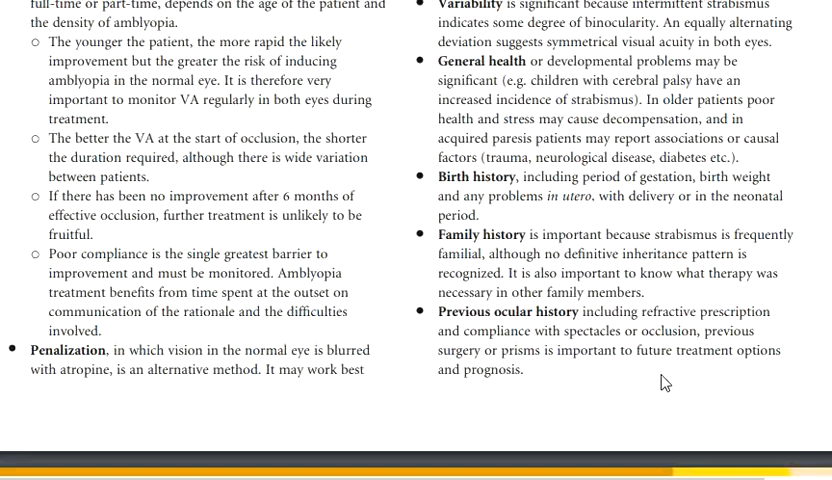 full-time or part-time, depends on the age of the patient and
the density of amblyopia.
○ The younger the patient, the more rapid the likely
improvement but the greater the risk of inducing
amblyopia in the normal eye. It is therefore very
important to monitor VA regularly in both eyes during
treatment.
○ The better the VA at the start of occlusion, the shorter
the duration required, although there is wide variation
between patients.
○ If there has been no improvement after 6 months of
effective occlusion, further treatment is unlikely to be
fruitful.
○ Poor compliance is the single greatest barrier to
improvement and must be monitored. Amblyopia
treatment benefits from time spent at the outset on
communication of the rationale and the difficulties
involved.
● Penalization, in which vision in the normal eye is blurred
with atropine, is an alternative method. It may work best
● Variability is significant because intermittent strabismus
indicates some degree of binocularity. An equally alternating
deviation suggests symmetrical visual acuity in both eyes.
● General health or developmental problems may be
significant (e.g. children with cerebral palsy have an
increased incidence of strabismus). In older patients poor
health and stress may cause decompensation, and in
acquired paresis patients may report associations or causal
factors (trauma, neurological disease, diabetes etc.).
● Birth history, including period of gestation, birth weight
and any problems in utero, with delivery or in the neonatal
period.
● Family history is important because strabismus is frequently
familial, although no definitive inheritance pattern is
recognized. It is also important to know what therapy was
necessary in other family members.
● Previous ocular history including refractive prescription
and compliance with spectacles or occlusion, previous
surgery or prisms is important to future treatment options
and prognosis.